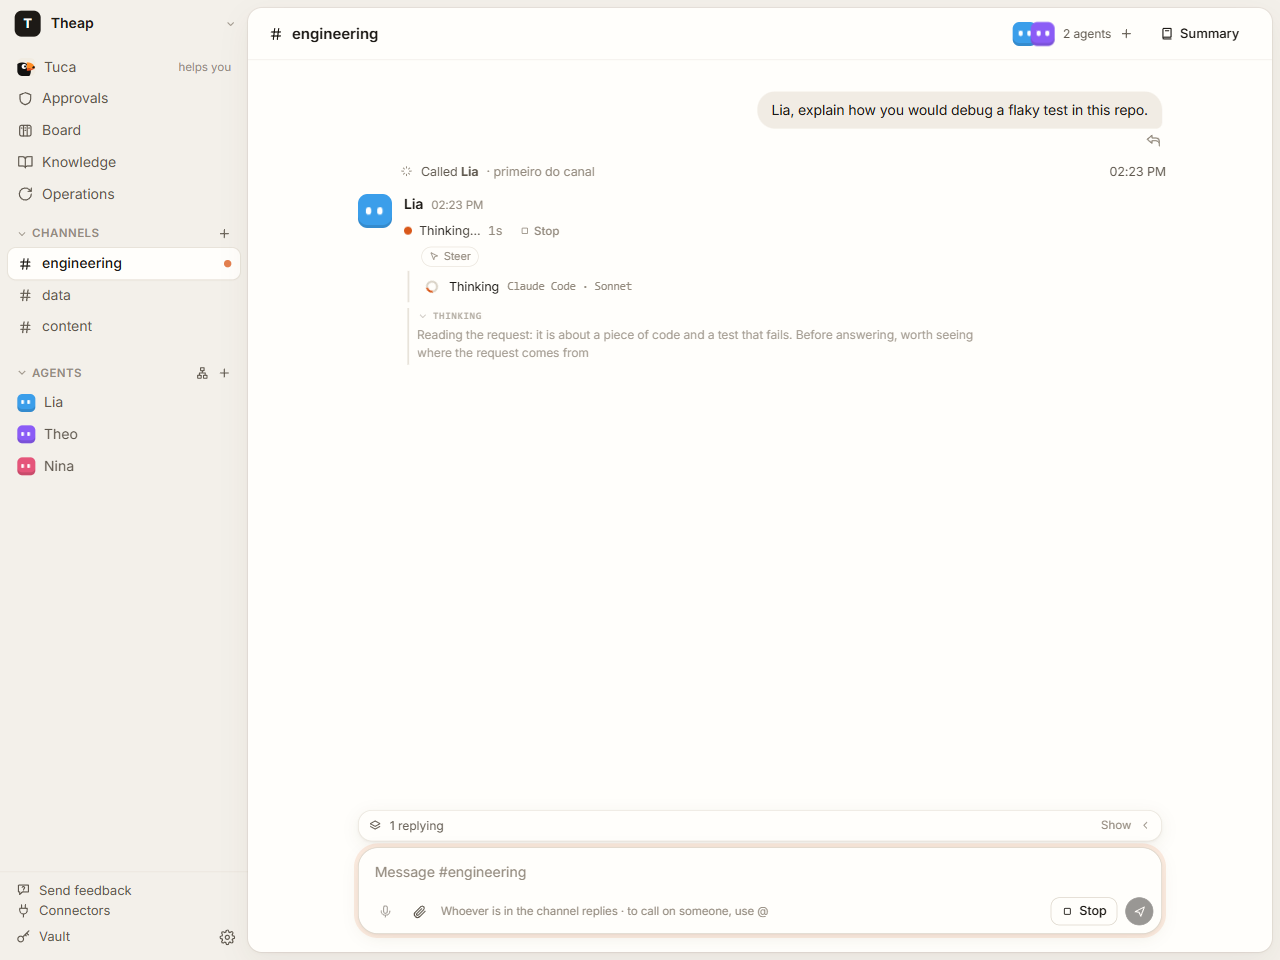 T Theap
Tuca helps you
Approvals
Board
Knowledge
Operations
CHANNELS
# engineering
# data
# content
AGENTS
Lia
Theo
Nina
Send feedback
Connectors
Vault
# engineering
2 agents
Summary
Lia, explain how you would debug a flaky test in this repo.
Called Lia · primeiro do canal 02:23 PM
Lia 02:23 PM
Thinking... 1s Stop
Steer
Thinking Claude Code · Sonnet
THINKING
Reading the request: it is about a piece of code and a test that fails. Before answering, worth seeing
where the request comes from
1 replying Show
Message #engineering
Whoever is in the channel replies · to call on someone, use @
Stop